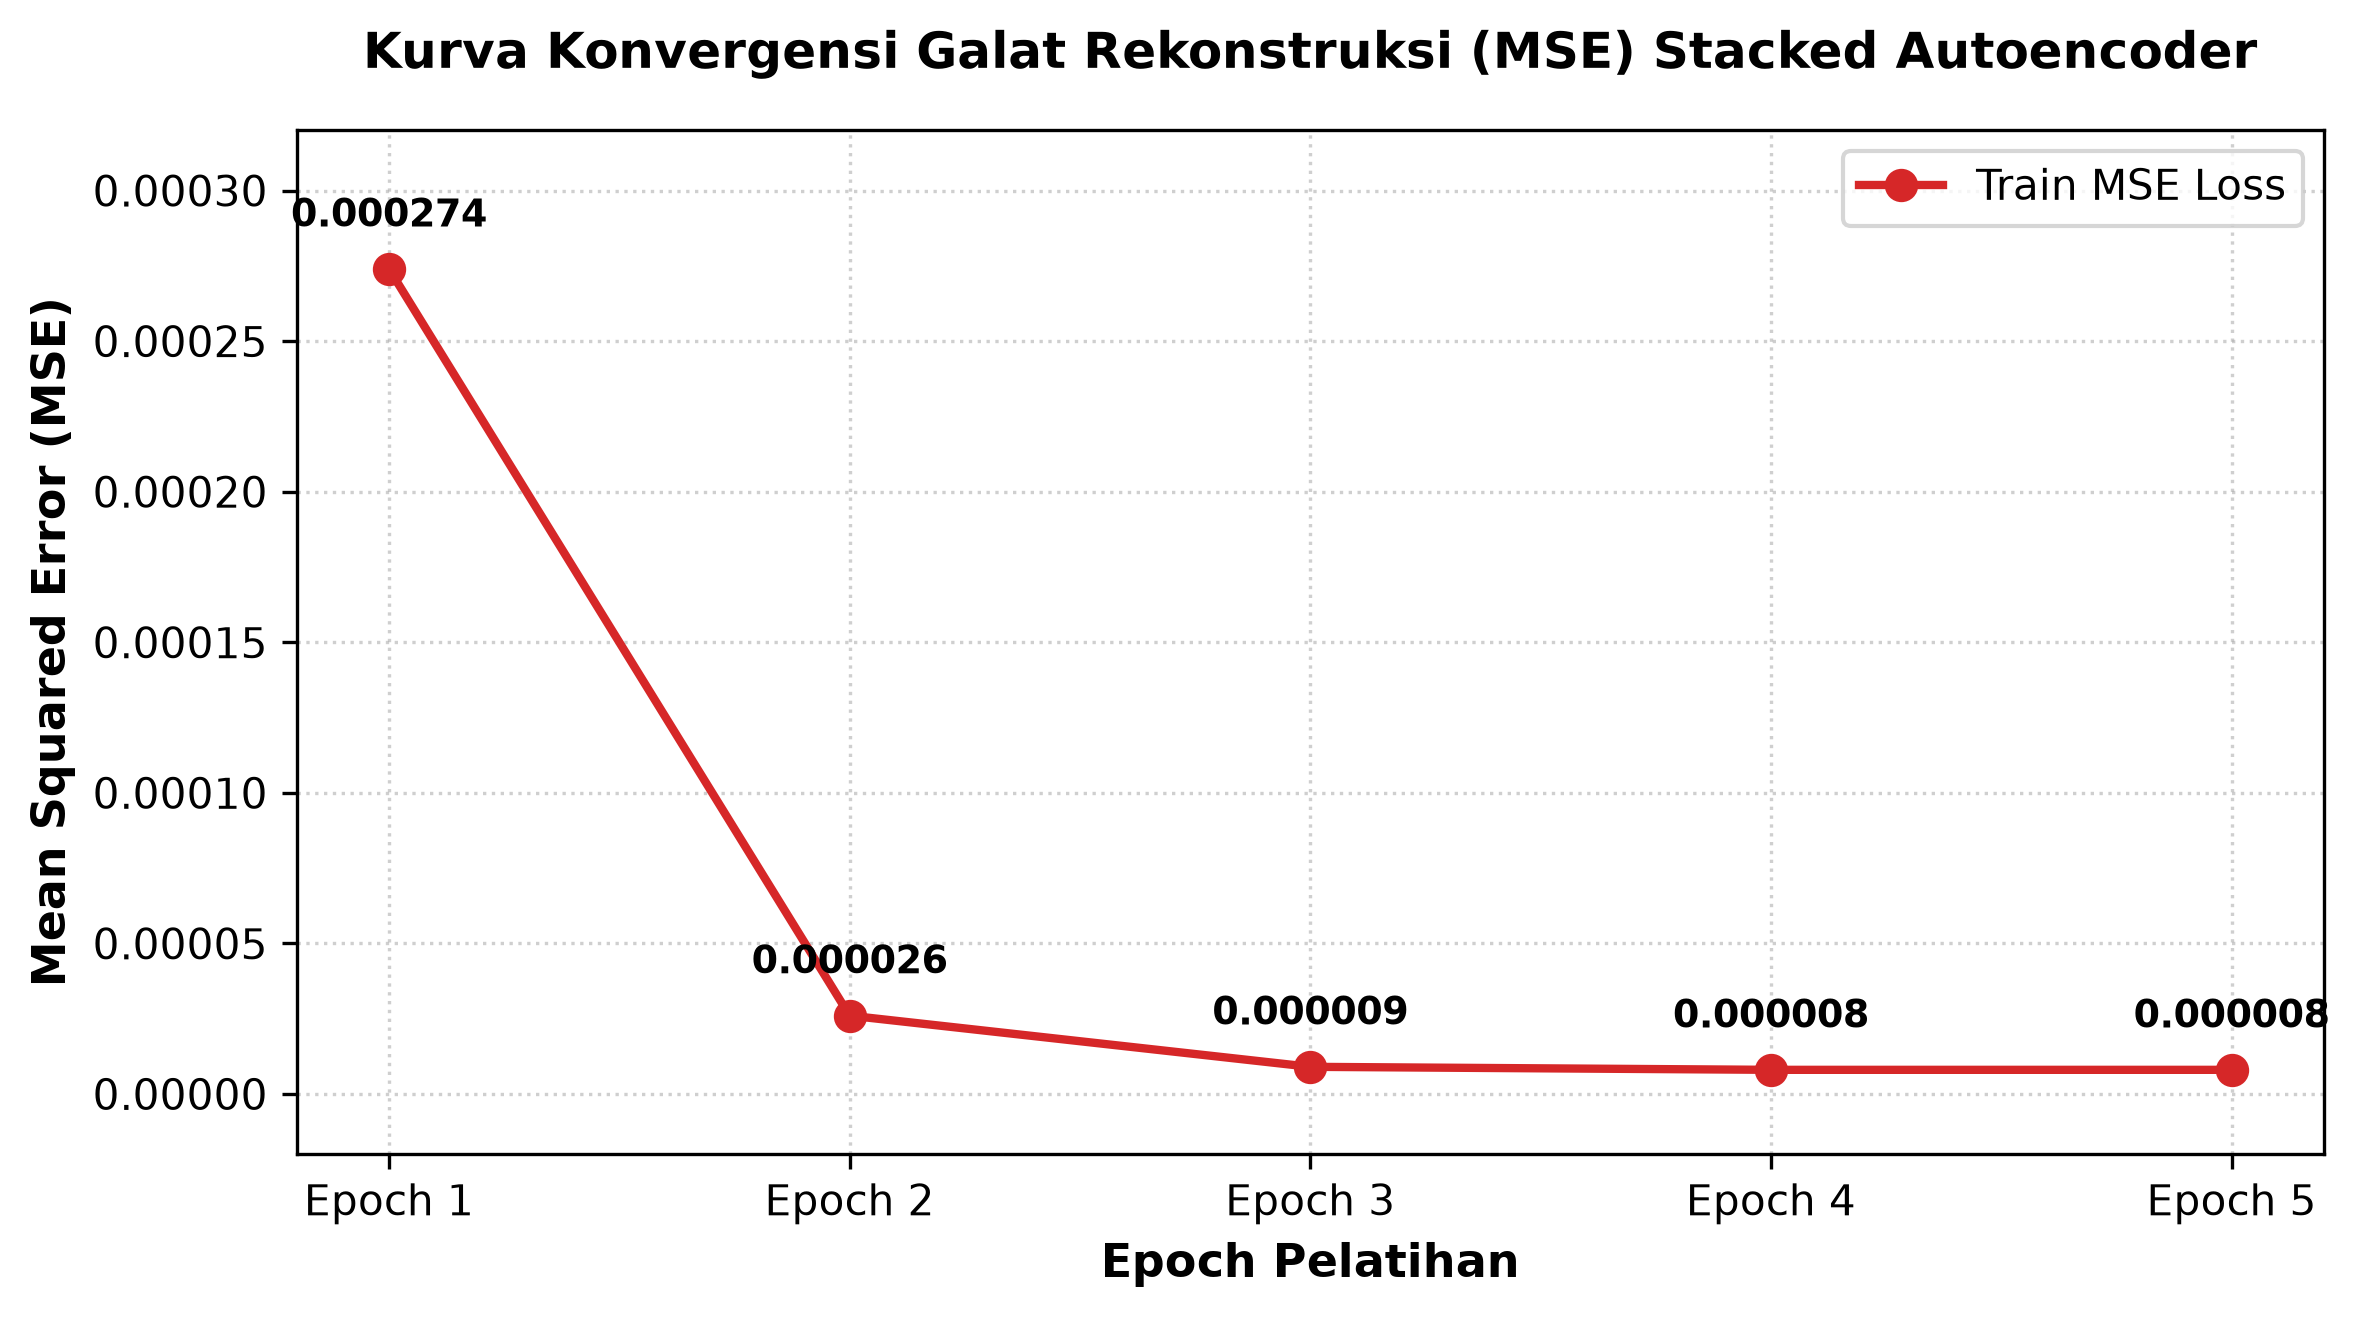 Kurva Konvergensi Galat Rekonstruksi (MSE) Stacked Autoencoder
Train MSE Loss
Mean Squared Error (MSE)
0.00030
0.00025
0.00020
0.00015
0.00010
0.00005
0.00000
0.000274
0.000026
0.000009
0.000008
0.000008
Epoch 1
Epoch 2
Epoch 3
Epoch 4
Epoch 5
Epoch Pelatihan